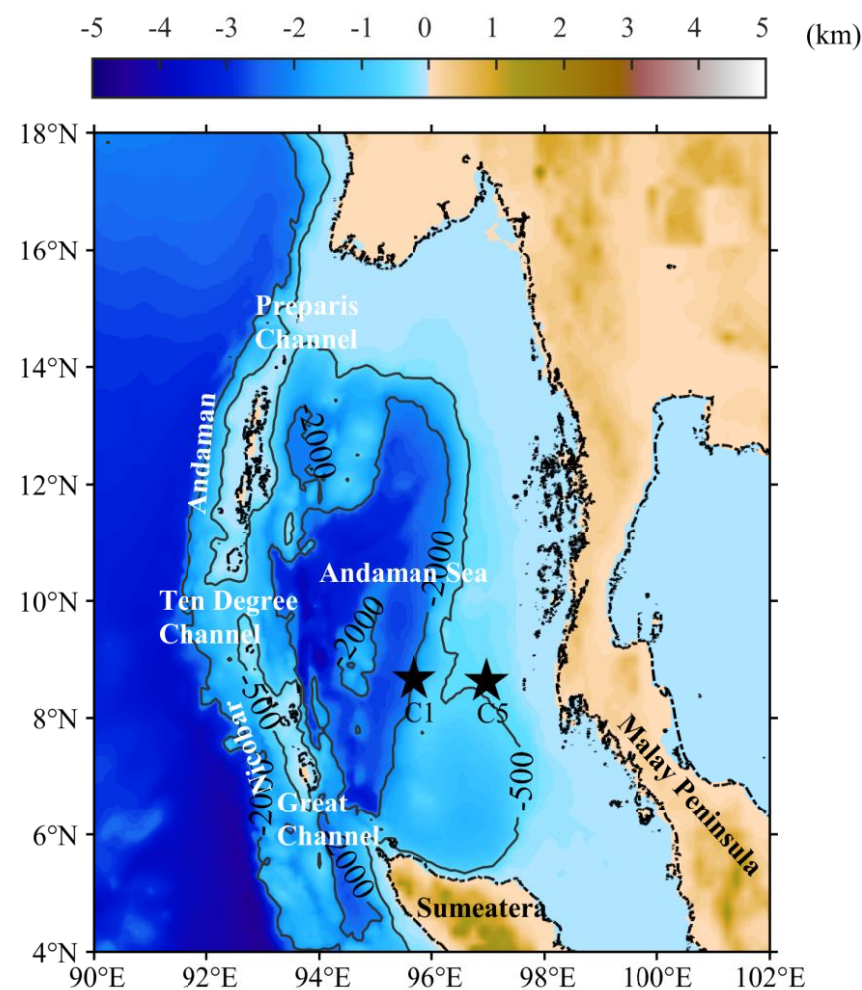 -5 -4 -3 -2 -1 0 1 2 3 4 5 (km)
18°N
16°N
Preparis
Channel
14°N
-2000
Andaman
12°N
-2000
Andaman Sea
10°N
Ten Degree
Channel
-2000
-500
C1
C5
8°N
Nicobar
Malay Peninsula
-500
-2000
Great
Channel
6°N
-2000
Sumeatera
4°N
90°E 92°E 94°E 96°E 98°E 100°E 102°E